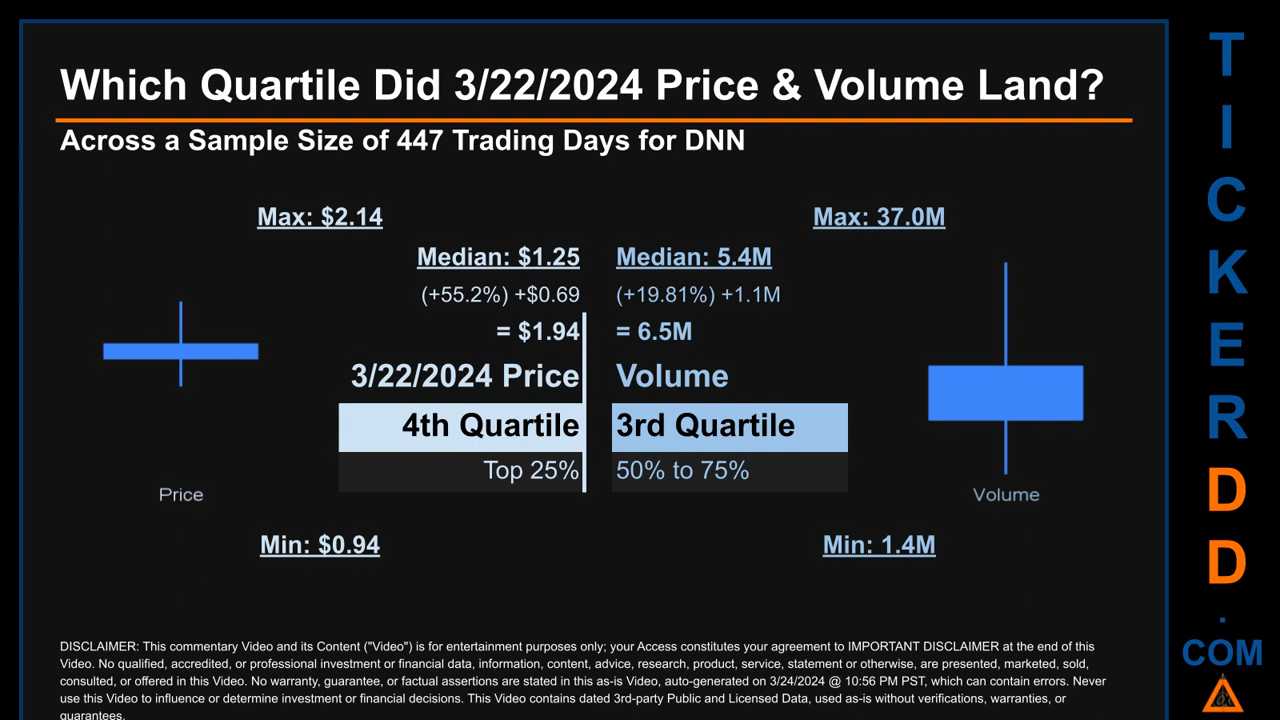 Which Quartile Did 3/22/2024 Price & Volume Land?
Across a Sample Size of 447 Trading Days for DNN
Max: $2.14
Max: 37.0M
Median: $1.25
Median: 5.4M
(+55.2%) +$0.69
(+19.81%) +1.1M
= $1.94
= 6.5M
3/22/2024 Price
Volume
4th Quartile
3rd Quartile
Top 25%
50% to 75%
Price
Volume
Min: $0.94
Min: 1.4M
DISCLAIMER: This commentary Video and its Content ("Video") is for entertainment purposes only; your Access constitutes your agreement to IMPORTANT DISCLAIMER at the end of this
Video. No qualified, accredited, or professional investment or financial data, information, content, advice, research, product, service, statement or otherwise, are presented, marketed, sold,
consulted, or offered in this Video. No warranty, guarantee, or factual assertions are stated in this as-is Video, auto-generated on 3/24/2024 @ 10:56 PM PST, which can contain errors. Never
use this Video to influence or determine investment or financial decisions. This Video contains dated 3rd-party Public and Licensed Data, used as-is without verifications, warranties, or
guarantees.
T
I
C
K
E
R
D
D
.
COM